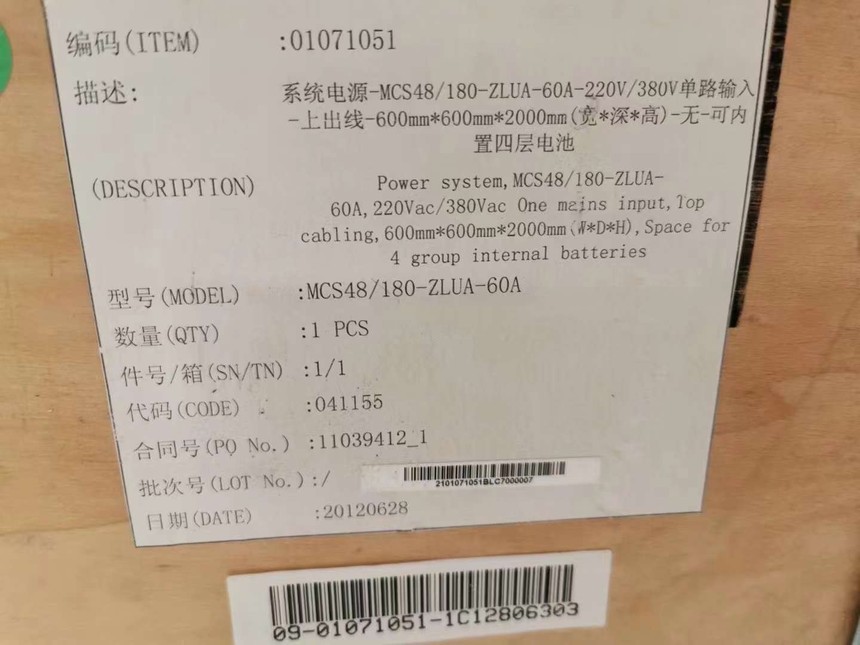 编码(ITEM) :01071051
描述: 系统电源-MCS48/180-ZLUA-60A-220V/380V单路输入
-上出线-600mm*600mm*2000mm(宽*深*高)-无-可内
置四层电池
(DESCRIPTION) Power system,MCS48/180-ZLUA-
60A,220Vac/380Vac One mains input,Top
cabling,600mm*600mm*2000mm(W*D*H),Space for
4 group internal batteries
型号(MODEL) :MCS48/180-ZLUA-60A
数量(QTY) :1 PCS
件号/箱(SN/TN) :1/1
代码(CODE) :041155
合同号(PO No.) :11039412_1
批次号(LOT No.):/
2101071051BLC7000007
日期(DATE) :20120628
09-01071051-1C12806303